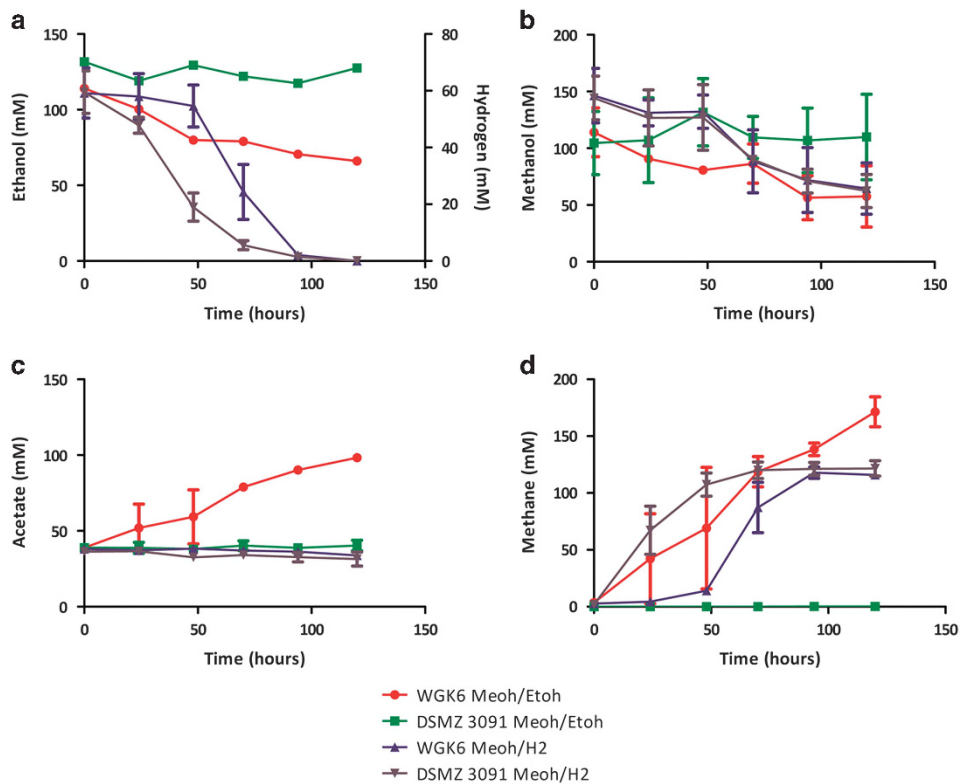 a
150
100
50
0
Ethanol (mM)
80
60
40
20
0
Hydrogen (mM)
0
50
100
150
Time (hours)
b
200
150
100
50
0
Methanol (mM)
0
50
100
150
Time (hours)
c
150
100
50
0
Acetate (mM)
0
50
100
150
Time (hours)
d
200
150
100
50
0
Methane (mM)
0
50
100
150
Time (hours)
WGK6 Meoh/Etoh
DSMZ 3091 Meoh/Etoh
WGK6 Meoh/H2
DSMZ 3091 Meoh/H2